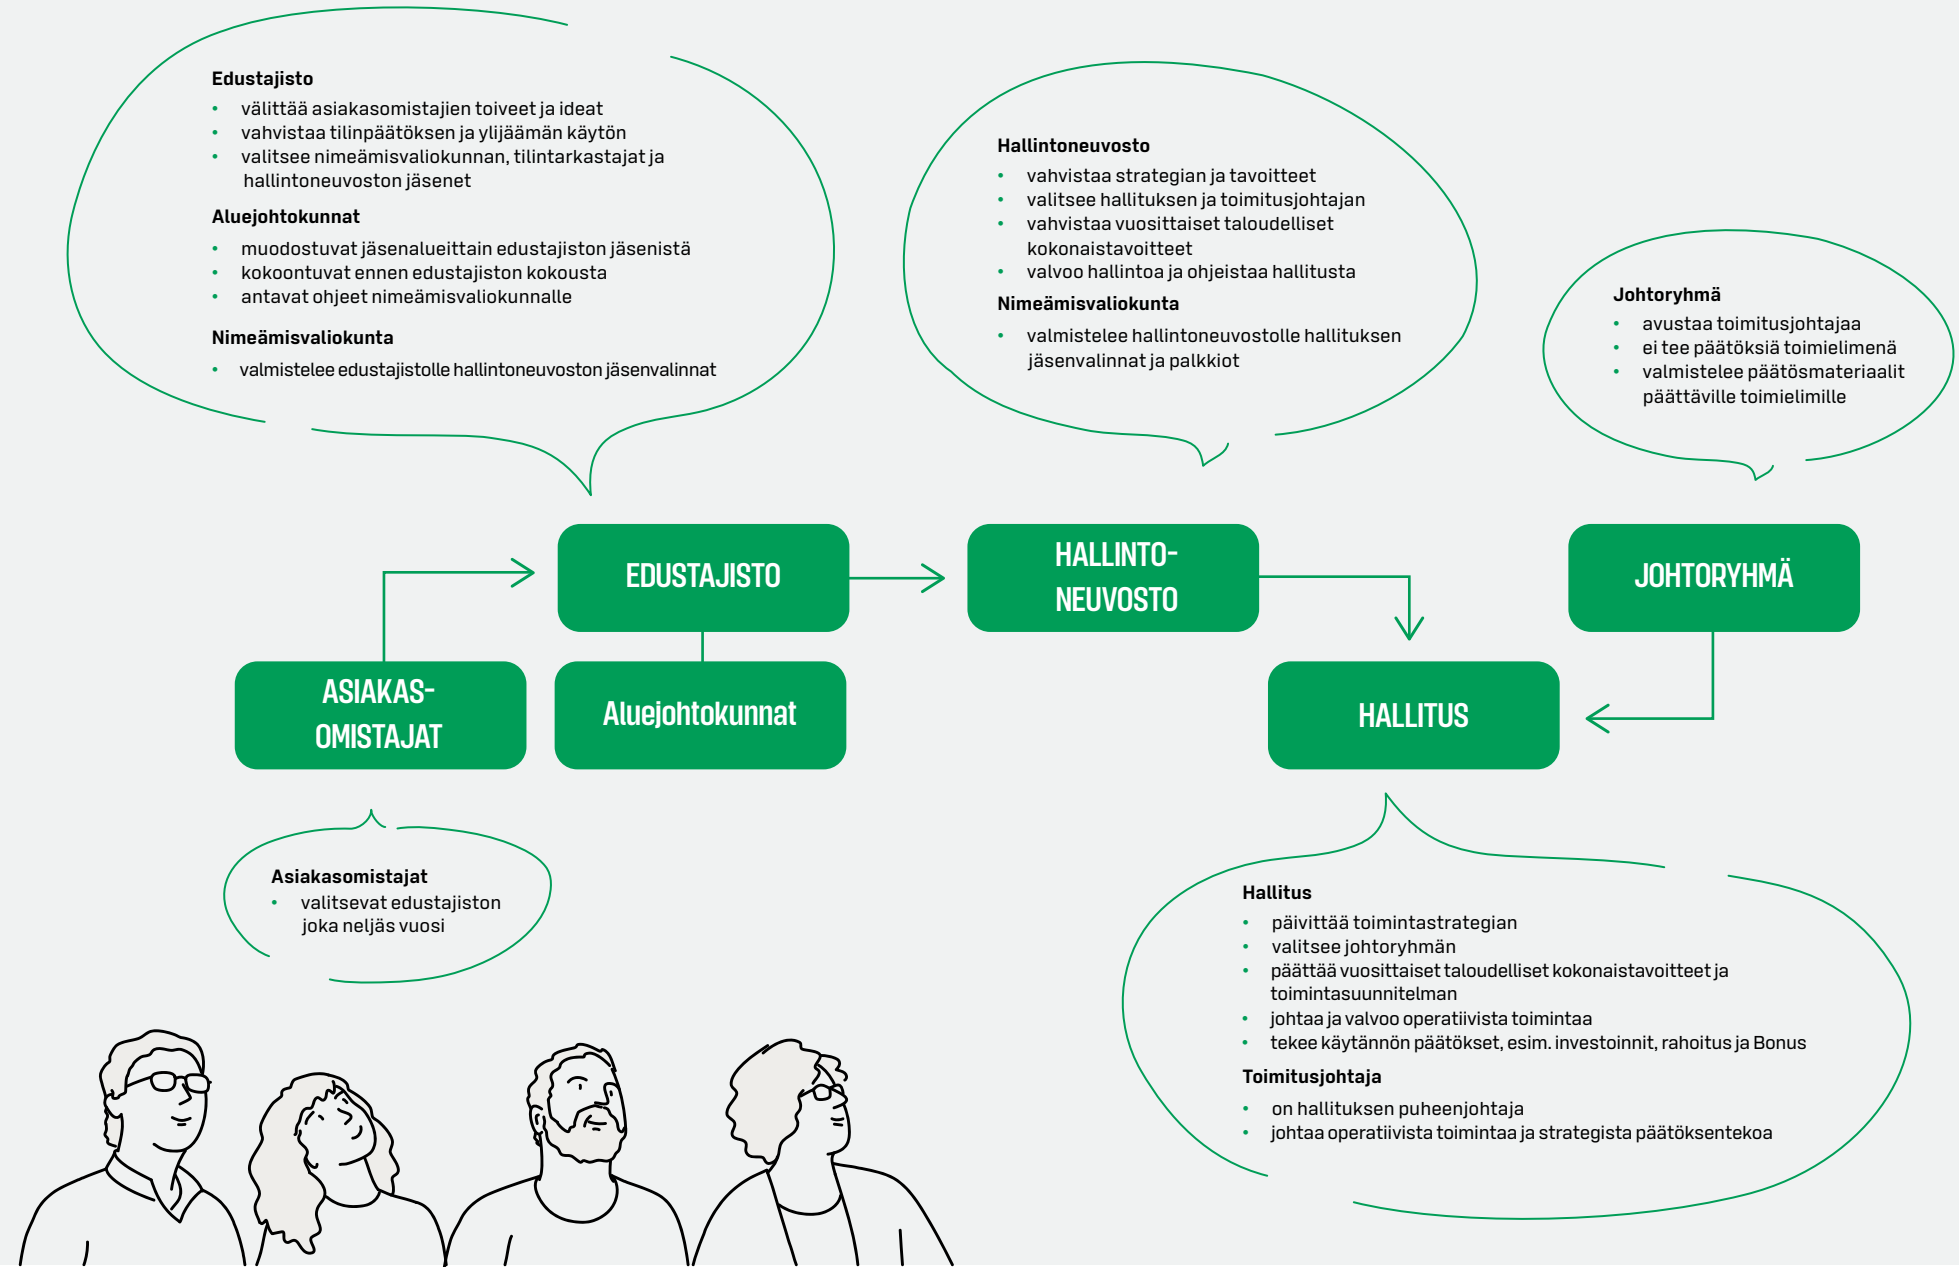 Edustajisto
• välittää asiakasomistajien toiveet ja ideat
• vahvistaa tilinpäätöksen ja ylijäämän käytön
• valitsee nimeämisvaliokunnan, tilintarkastajat ja
hallintoneuvoston jäsenet
Aluejohtokunnat
• muodostuvat jäsenalueittain edustajiston jäsenistä
• kokoontuvat ennen edustajiston kokousta
• antavat ohjeet nimeämisvaliokunnalle
Nimeämisvaliokunta
• valmistelee edustajistolle hallintoneuvoston jäsenvalinnat
Hallintoneuvosto
• vahvistaa strategian ja tavoitteet
• valitsee hallituksen ja toimitusjohtajan
• vahvistaa vuosittaiset taloudelliset
kokonaistavoitteet
• valvoo hallintoa ja ohjeistaa hallitusta
Nimeämisvaliokunta
• valmistelee hallintoneuvostolle hallituksen
jäsenvalinnat ja palkkiot
Johtoryhmä
• avustaa toimitusjohtajaa
• ei tee päätöksiä toimielimenä
• valmistelee päätösmateriaalit
päättäville toimielimille
EDUSTAJISTO
HALLINTO-
NEUVOSTO
JOHTORYHMÄ
ASIAKAS-
OMISTAJAT
Aluejohtokunnat
HALLITUS
Asiakasomistajat
• valitsevat edustajiston
joka neljäs vuosi
Hallitus
• päivittää toimintastrategian
• valitsee johtoryhmän
• päättää vuosittaiset taloudelliset kokonaistavoitteet ja
toimintasuunnitelman
• johtaa ja valvoo operatiivista toimintaa
• tekee käytännön päätökset, esim. investoinnit, rahoitus ja Bonus
Toimitusjohtaja
• on hallituksen puheenjohtaja
• johtaa operatiivista toimintaa ja strategista päätöksentekoa